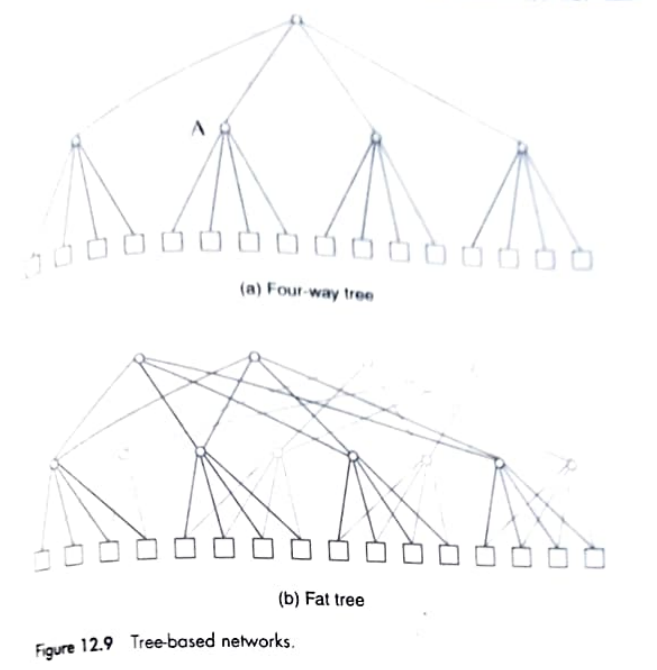 A
(a) Four-way tree
(b) Fat tree
Figure 12.9 Tree-based networks.